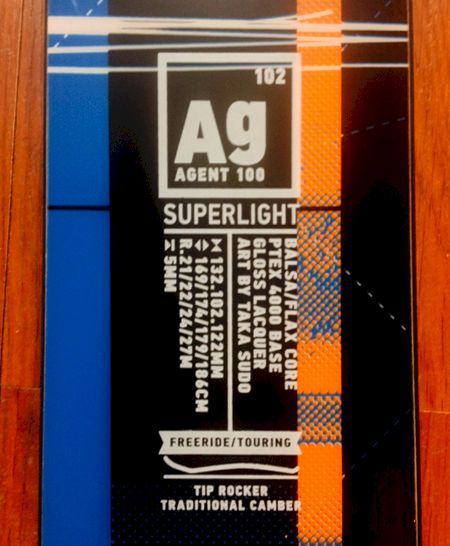 102
Ag
AGENT 100
SUPERLIGHT
BALSA/FLAX CORE
PTEX 4000 BASE
GLOSS LACQUER
ART BY TAKA SUDO
132.102.122MM
169/174/179/186CM
R.21/22/24/27M
5MM
FREERIDE/TOURING
TIP ROCKER
TRADITIONAL CAMBER